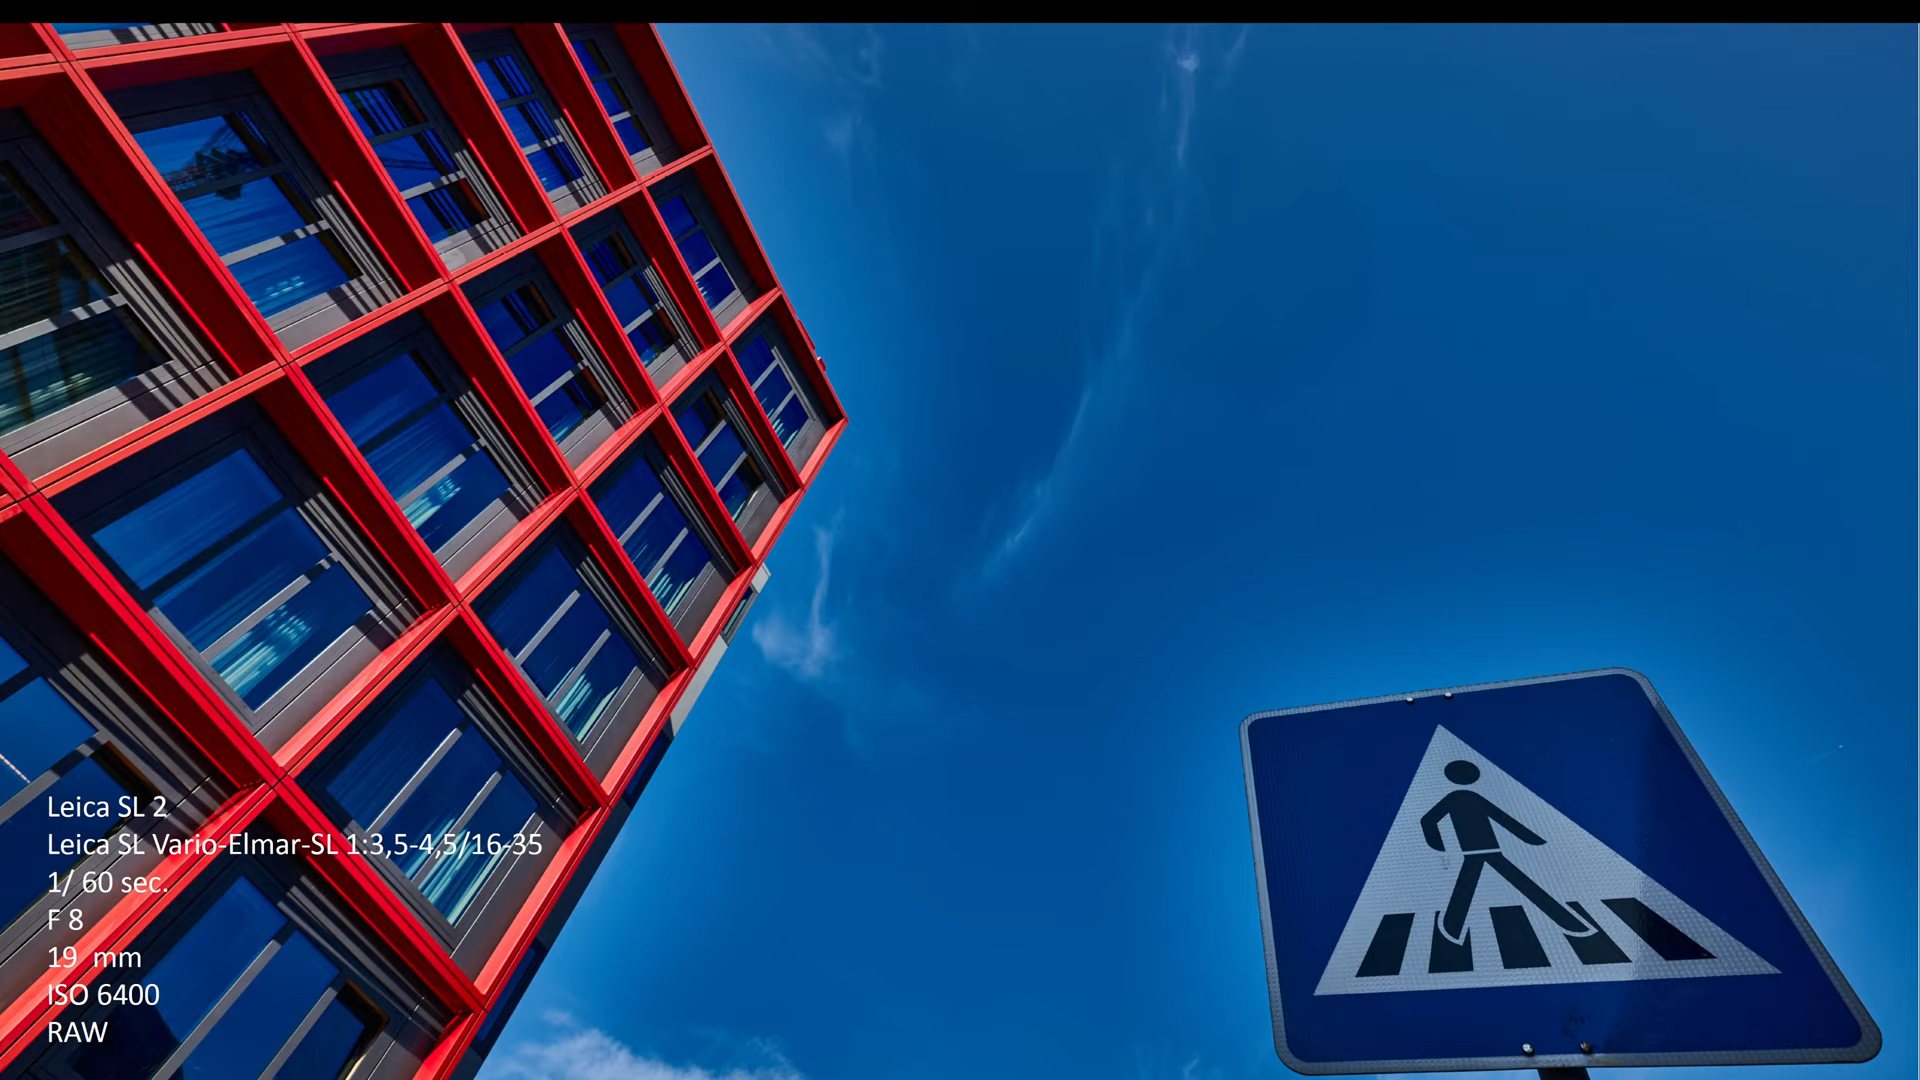 Leica SL 2
Leica SL Vario-Elmar-SL 1:3,5-4,5/16-35
1/ 60 sec.
F 8
19  mm
ISO 6400
RAW